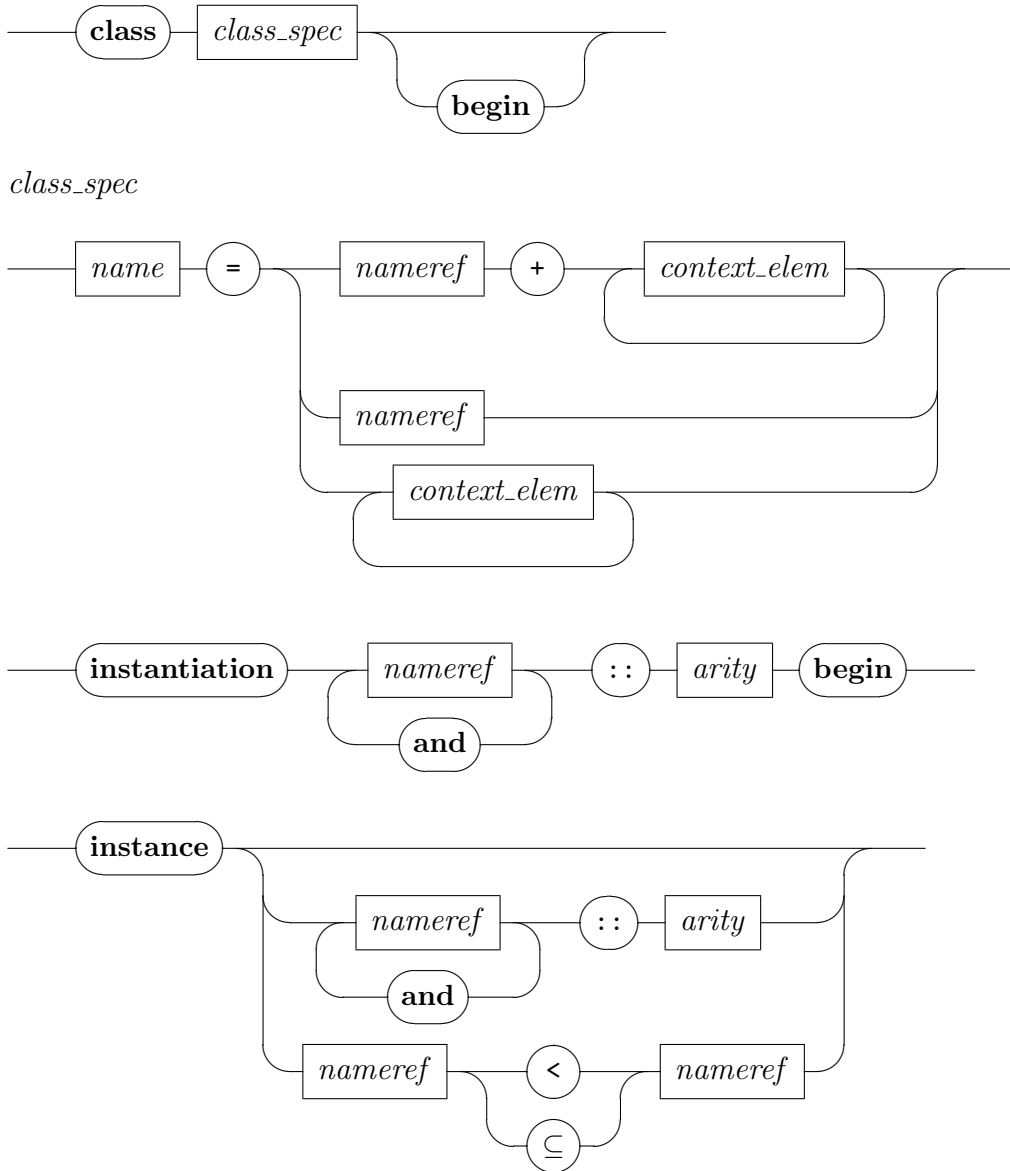 class class_spec
begin
class_spec
name = nameref + context_elem
nameref
context_elem
instantiation nameref :: arity begin
and
instance
nameref :: arity
and
nameref < nameref
⊆